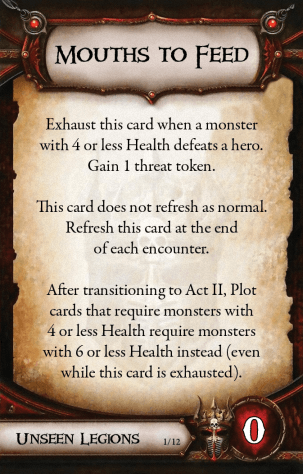 Mouths to Feed
Exhaust this card when a monster
with 4 or less Health defeats a hero.
Gain 1 threat token.
This card does not refresh as normal.
Refresh this card at the end
of each encounter.
After transitioning to Act II, Plot
cards that require monsters with
4 or less Health require monsters
with 6 or less Health instead (even
while this card is exhausted).
Unseen Legions 1/12 0